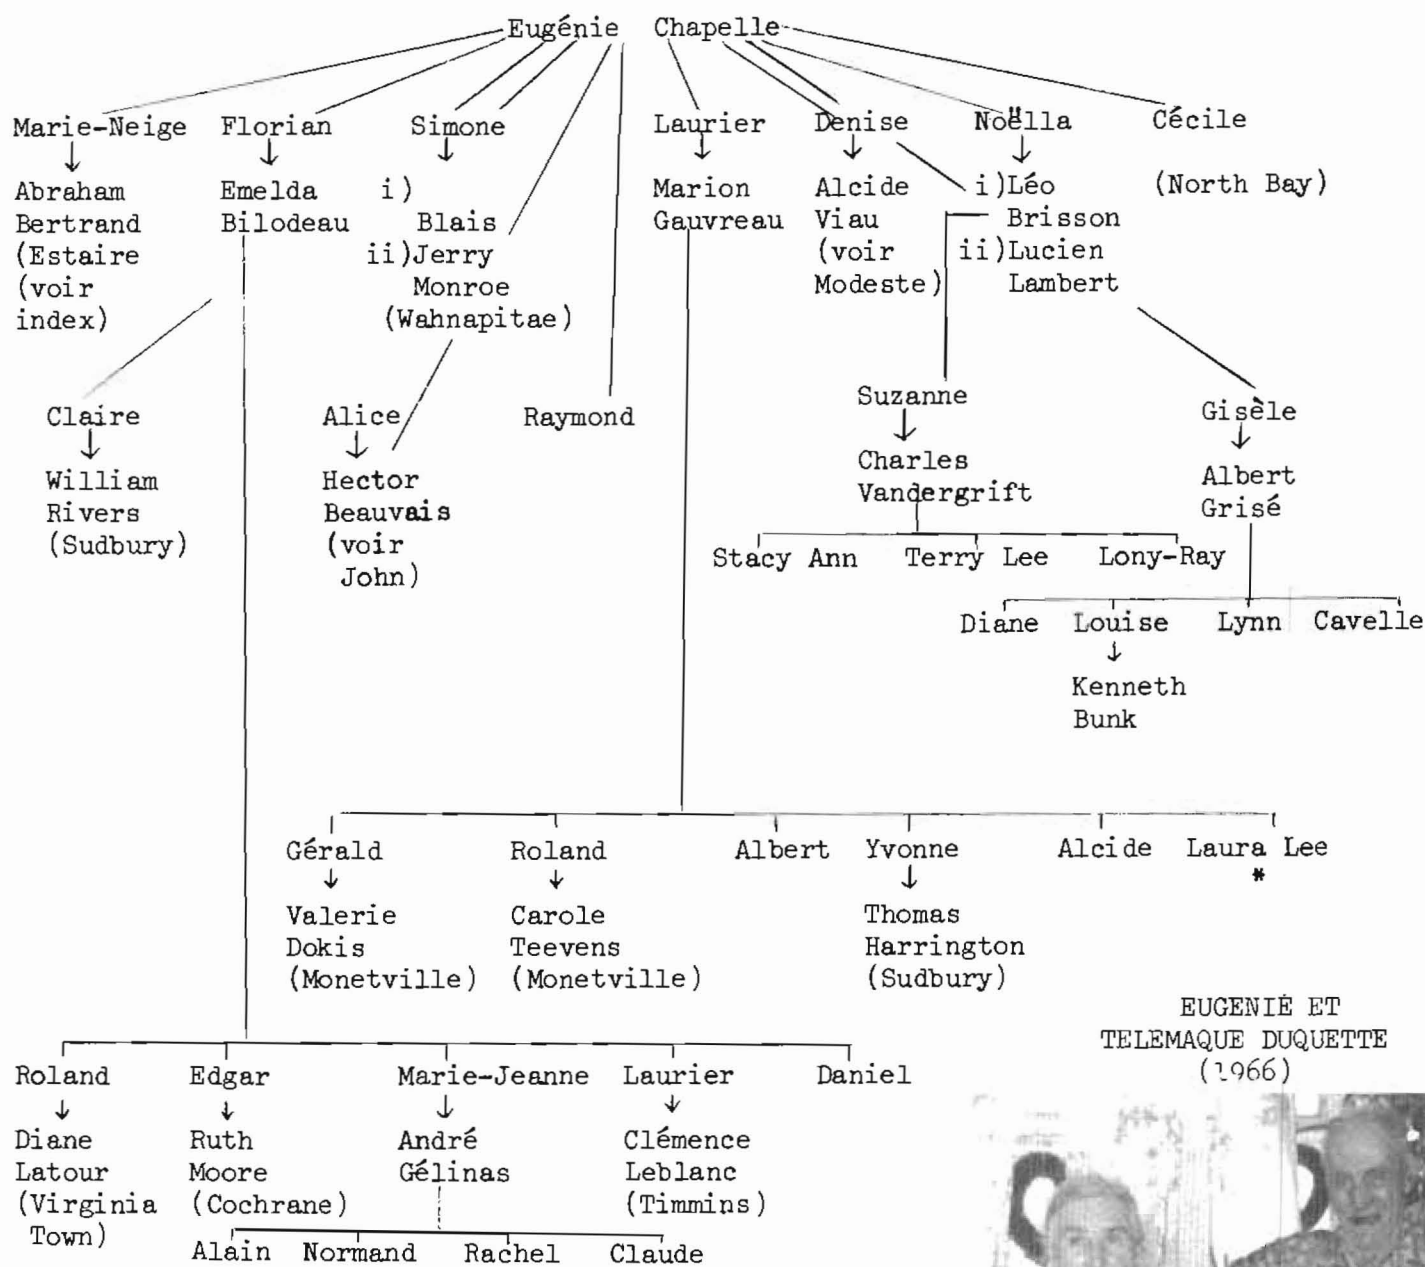 Eugénie Chapelle
Marie-Neige Florian Simone Laurier Denise Noëlla Cécile
↓ ↓ ↓ ↓ ↓ ↓
Abraham Emelda i) Marion Alcide i)Léo (North Bay)
Bertrand Bilodeau Blais Gauvreau Viau Brisson
(Estaire ii)Jerry (voir ii)Lucien
(voir Monroe Modeste) Lambert
index) (Wahnapitae)
Claire Alice Raymond Suzanne Gisèle
↓ ↓ ↓ ↓
William Hector Charles Albert
Rivers Beauvais Vandergrift Grisé
(Sudbury) (voir
John)
Stacy Ann Terry Lee Lony-Ray
Diane Louise Lynn Cavelle
↓
Kenneth
Bunk
Gérald Roland Albert Yvonne Alcide Laura Lee
↓ ↓ ↓ *
Valerie Carole Thomas
Dokis Teevens Harrington
(Monetville) (Monetville) (Sudbury)
EUGENIE ET
TELEMAQUE DUQUETTE
(1966)
Roland Edgar Marie-Jeanne Laurier Daniel
↓ ↓ ↓ ↓
Diane Ruth André Clémence
Latour Moore Gélinas Leblanc
(Virginia (Cochrane) (Timmins)
Town)
Alain Normand Rachel Claude